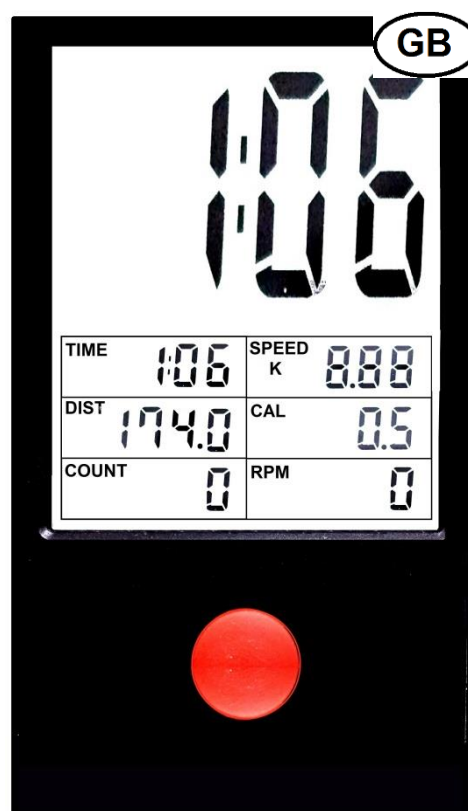 GB
1:06
TIME 1:06 SPEED K 8.88
DIST 174.0 CAL 0.5
COUNT 0 RPM 0